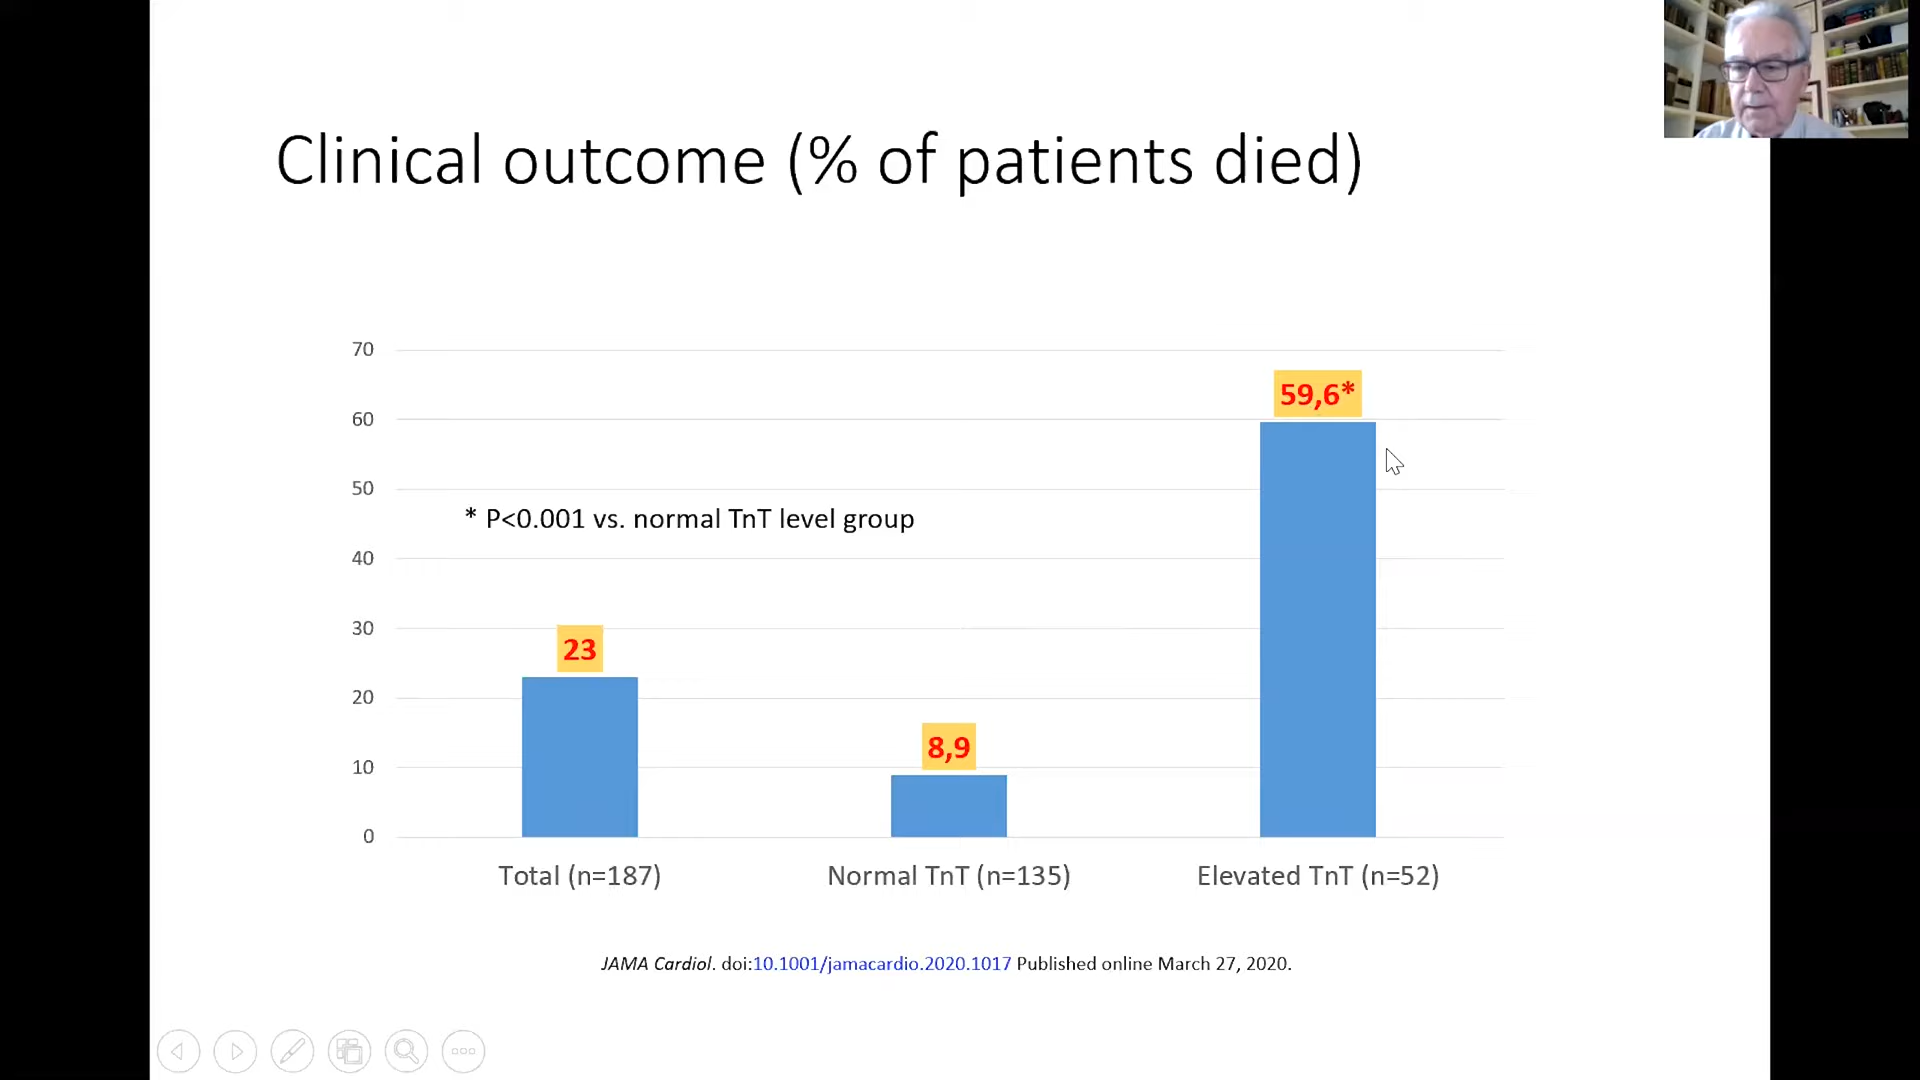 Clinical outcome (% of patients died)
70
60
50
40
30
20
10
0
59,6*
* P<0.001 vs. normal TnT level group
23
8,9
Total (n=187)
Normal TnT (n=135)
Elevated TnT (n=52)
JAMA Cardiol. doi:10.1001/jamacardio.2020.1017 Published online March 27, 2020.